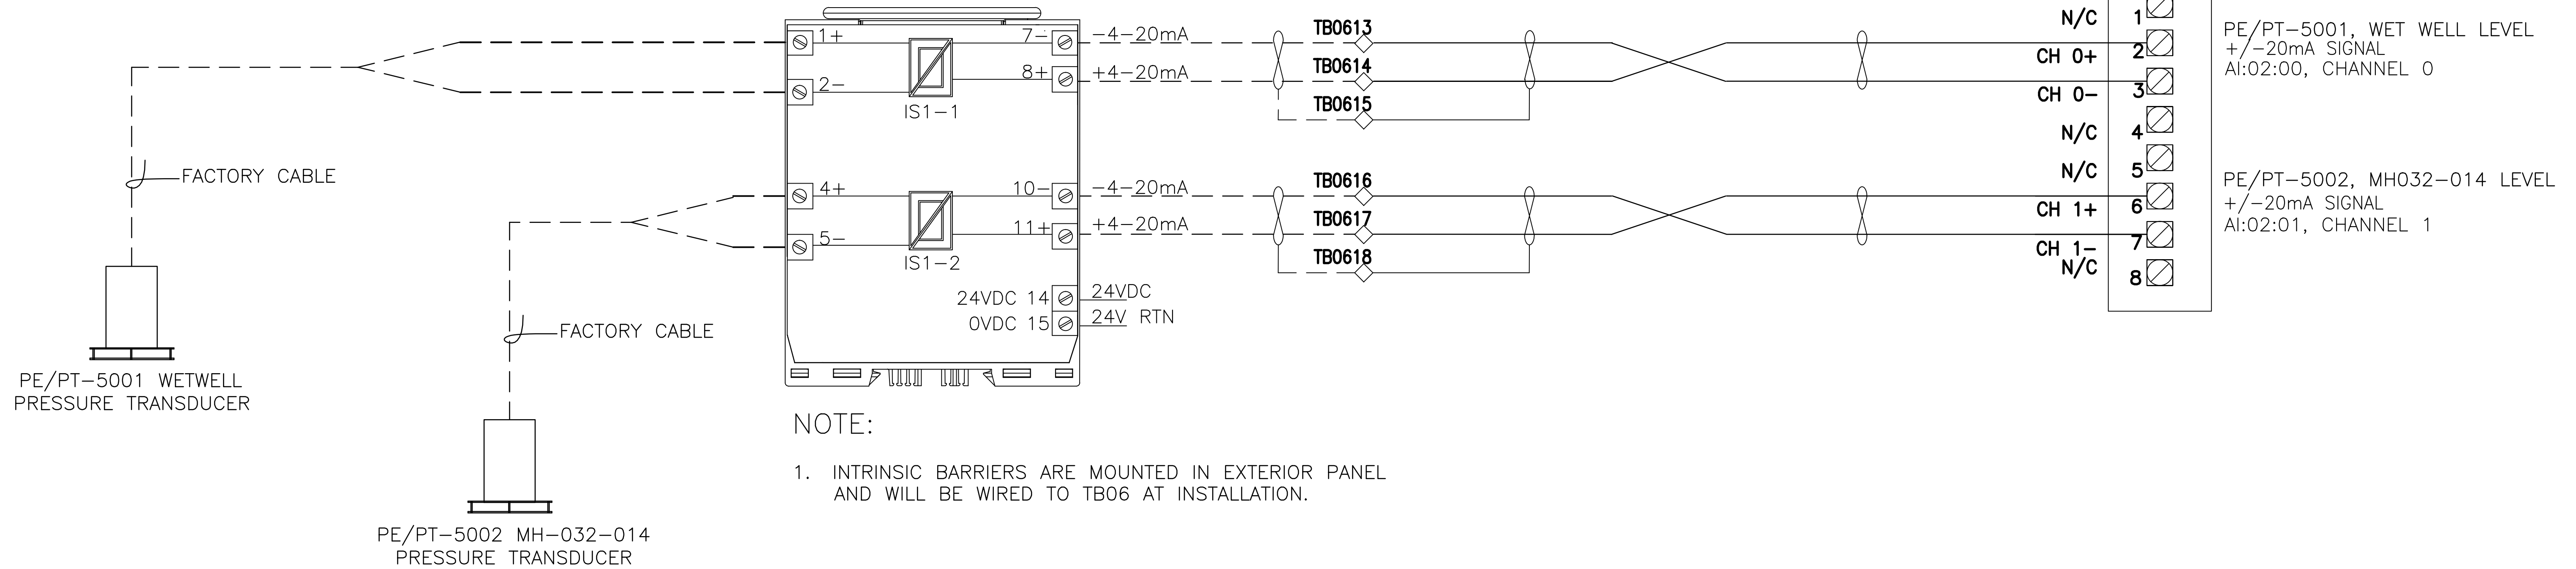 FACTORY CABLE
PE/PT-5001 WETWELL
PRESSURE TRANSDUCER
FACTORY CABLE
PE/PT-5002 MH-032-014
PRESSURE TRANSDUCER
1+
2-
IS1-1
7-
8+
4+
5-
IS1-2
10-
11+
24VDC 14
0VDC 15
-4-20mA
+4-20mA
-4-20mA
+4-20mA
24VDC
24V RTN
NOTE:
1. INTRINSIC BARRIERS ARE MOUNTED IN EXTERIOR PANEL
AND WILL BE WIRED TO TB06 AT INSTALLATION.
TB0613
TB0614
TB0615
TB0616
TB0617
TB0618
N/C 1
CH 0+ 2
CH 0- 3
N/C 4
N/C 5
CH 1+ 6
CH 1- 7
N/C 8
PE/PT-5001, WET WELL LEVEL
+/-20mA SIGNAL
AI:02:00, CHANNEL 0
PE/PT-5002, MH032-014 LEVEL
+/-20mA SIGNAL
AI:02:01, CHANNEL 1